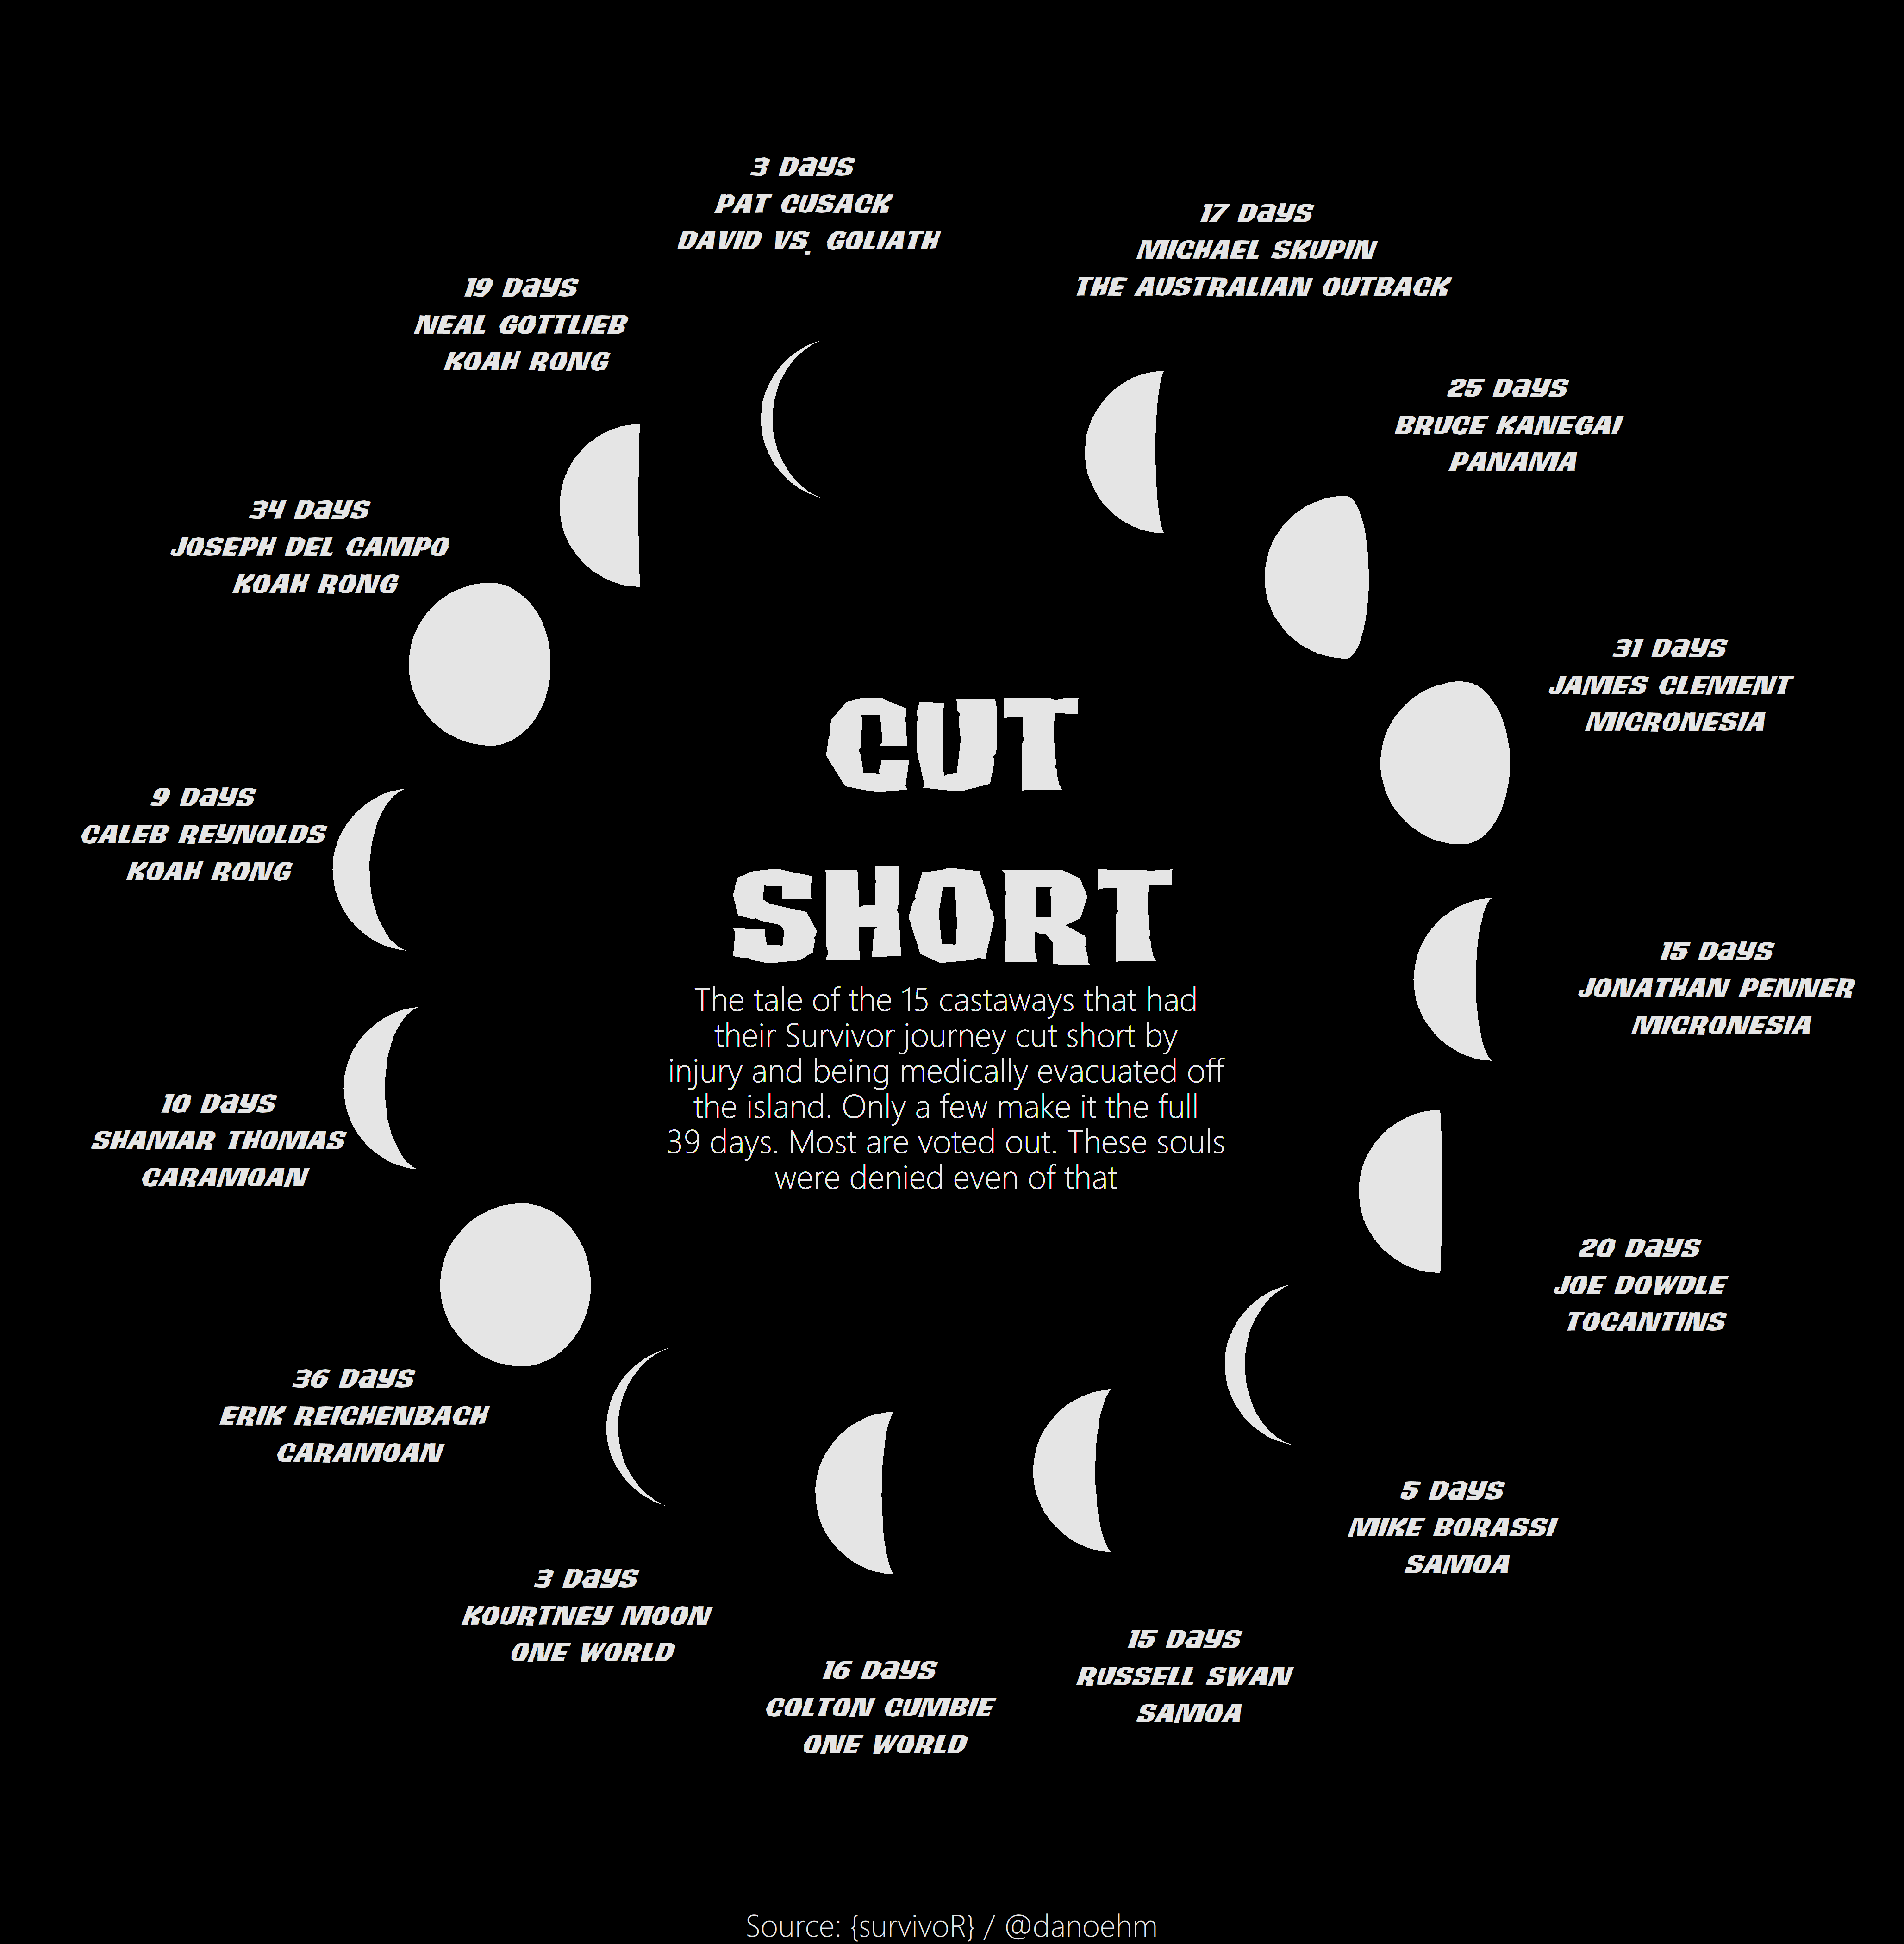 3 Days
PAT CUSACK
DAVID VS. GOLIATH
17 Days
MICHAEL SKUPIN
THE AUSTRALIAN OUTBACK
25 Days
BRUCE KANEGAI
PANAMA
31 Days
JAMES CLEMENT
MICRONESIA
15 Days
JONATHAN PENNER
MICRONESIA
20 Days
JOE DOWDLE
TOCANTINS
5 Days
MIKE BORASSI
SAMOA
15 Days
RUSSELL SWAN
SAMOA
16 Days
COLTON CUMBIE
ONE WORLD
3 Days
KOURTNEY MOON
ONE WORLD
36 Days
ERIK REICHENBACH
CARAMOAN
10 Days
SHAMAR THOMAS
CARAMOAN
9 Days
CALEB REYNOLDS
KOAH RONG
34 Days
JOSEPH DEL CAMPO
KOAH RONG
19 Days
NEAL GOTTLIEB
KOAH RONG
CUT
SHORT
The tale of the 15 castaways that had
their Survivor journey cut short by
injury and being medically evacuated off
the island. Only a few make it the full
39 days. Most are voted out. These souls
were denied even of that
Source: {survivoR} / @danoehm